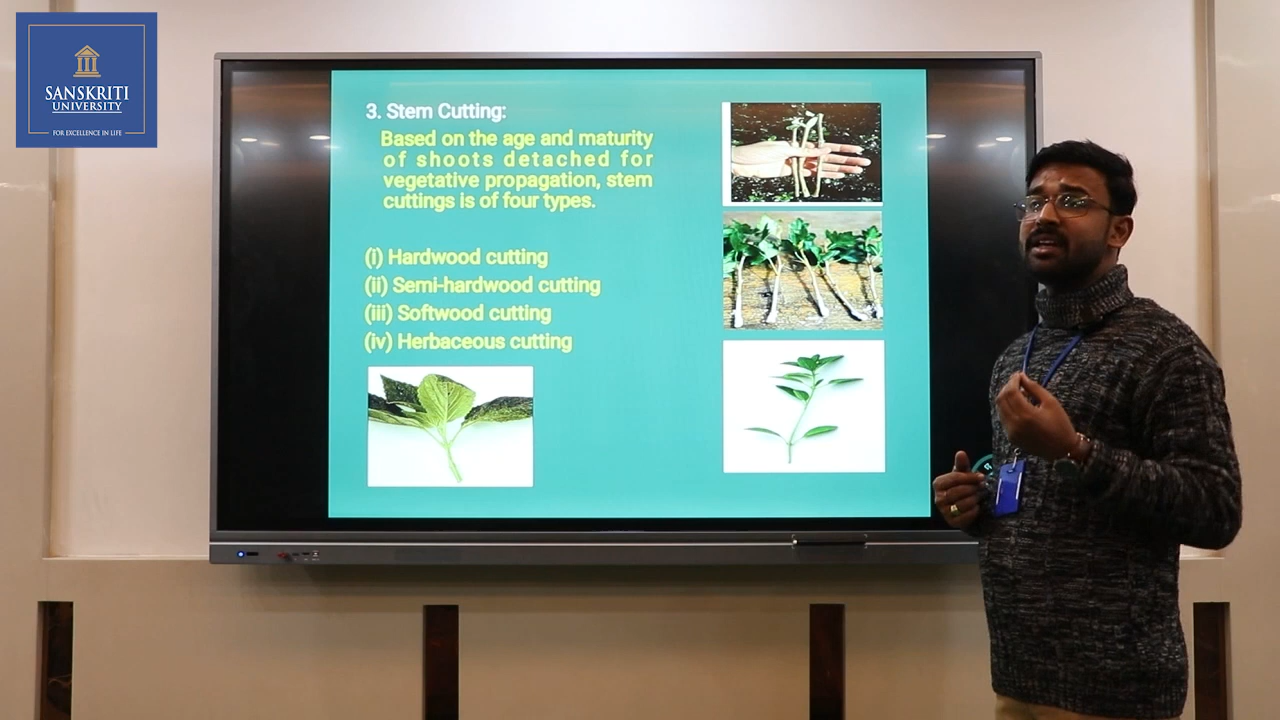 SANSKRITI
UNIVERSITY
FOR EXCELLENCE IN LIFE
3. Stem Cutting:
Based on the age and maturity
of shoots detached for
vegetative propagation, stem
cuttings is of four types.
(i) Hardwood cutting
(ii) Semi-hardwood cutting
(iii) Softwood cutting
(iv) Herbaceous cutting